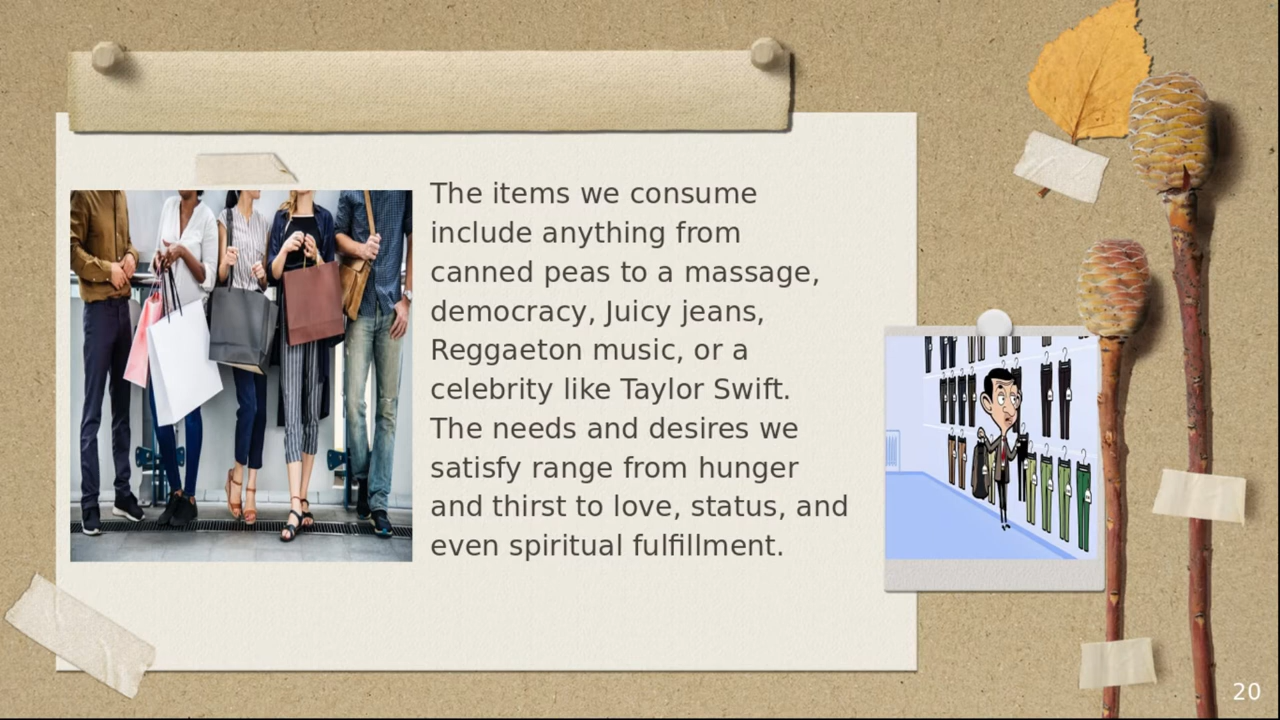 The items we consume
include anything from
canned peas to a massage,
democracy, Juicy jeans,
Reggaeton music, or a
celebrity like Taylor Swift.
The needs and desires we
satisfy range from hunger
and thirst to love, status, and
even spiritual fulfillment.
20